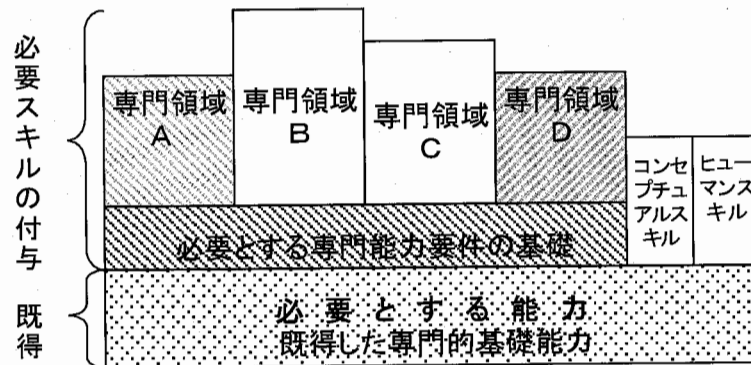 必要スキルの付与
既得
専門領域
A
専門領域
B
専門領域
C
専門領域
D
コンセ
プチュ
アルス
キル
ヒュー
マンス
キル
必要とする専門能力要件の基礎
必要とする能力
既得した専門的基礎能力